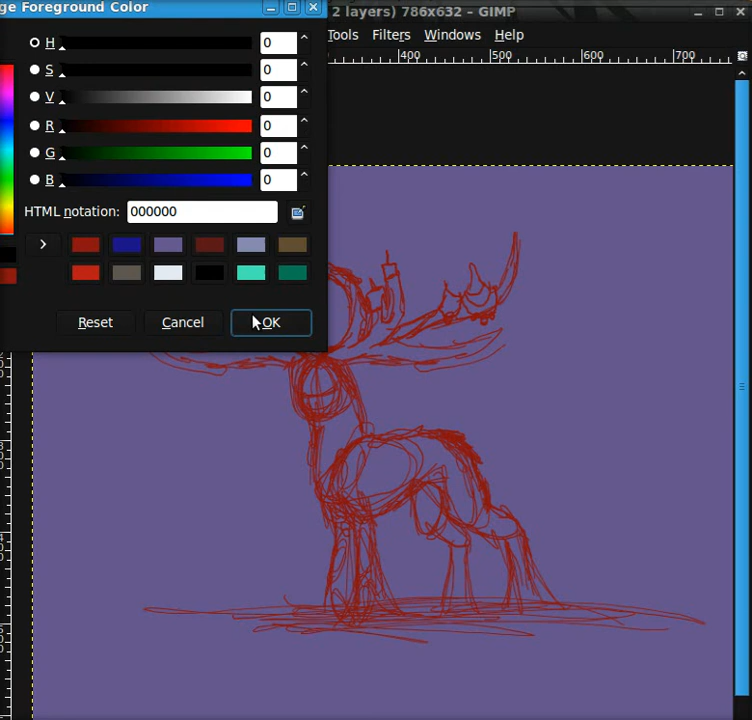 ge Foreground Color
2 layers) 786x632 – GIMP
Tools Filters Windows Help
400 500 600 700
H 0
S 0
V 0
R 0
G 0
B 0
HTML notation: 000000
Reset Cancel OK